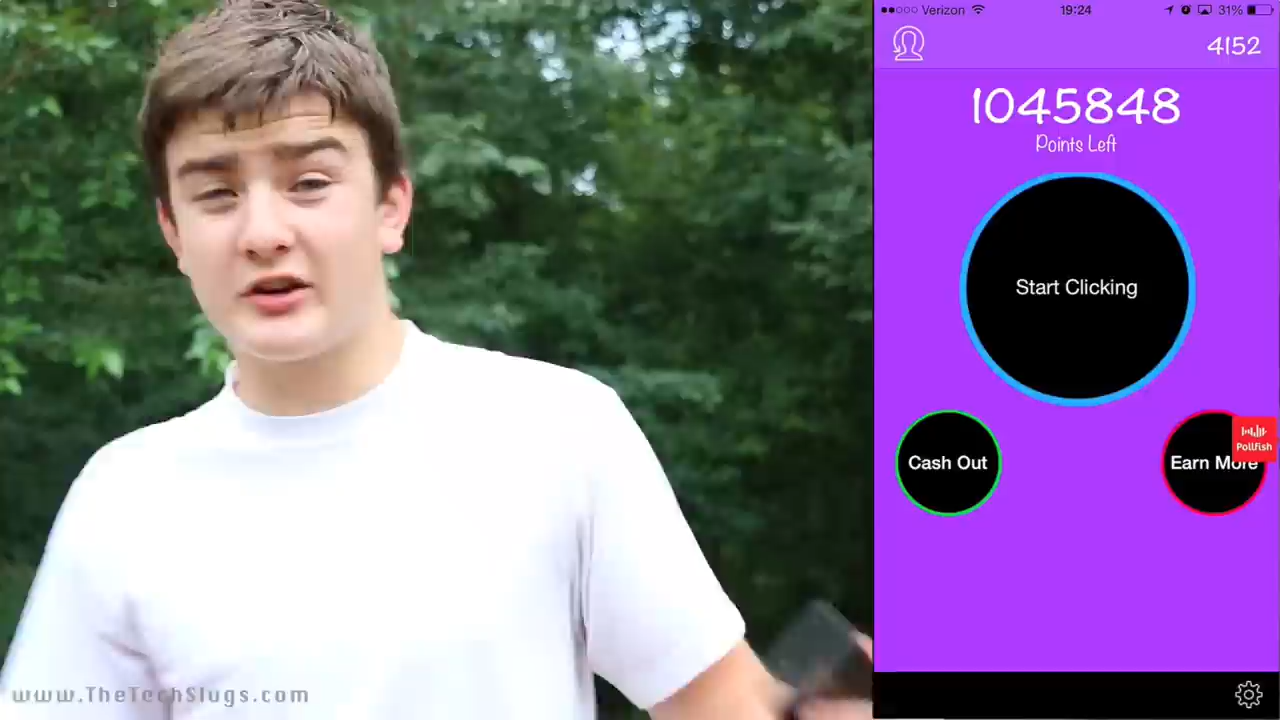 Verizon 19:24 31%
4152
1045848
Points Left
Start Clicking
Cash Out
Earn More
Pollfish
www.TheTechSlugs.com